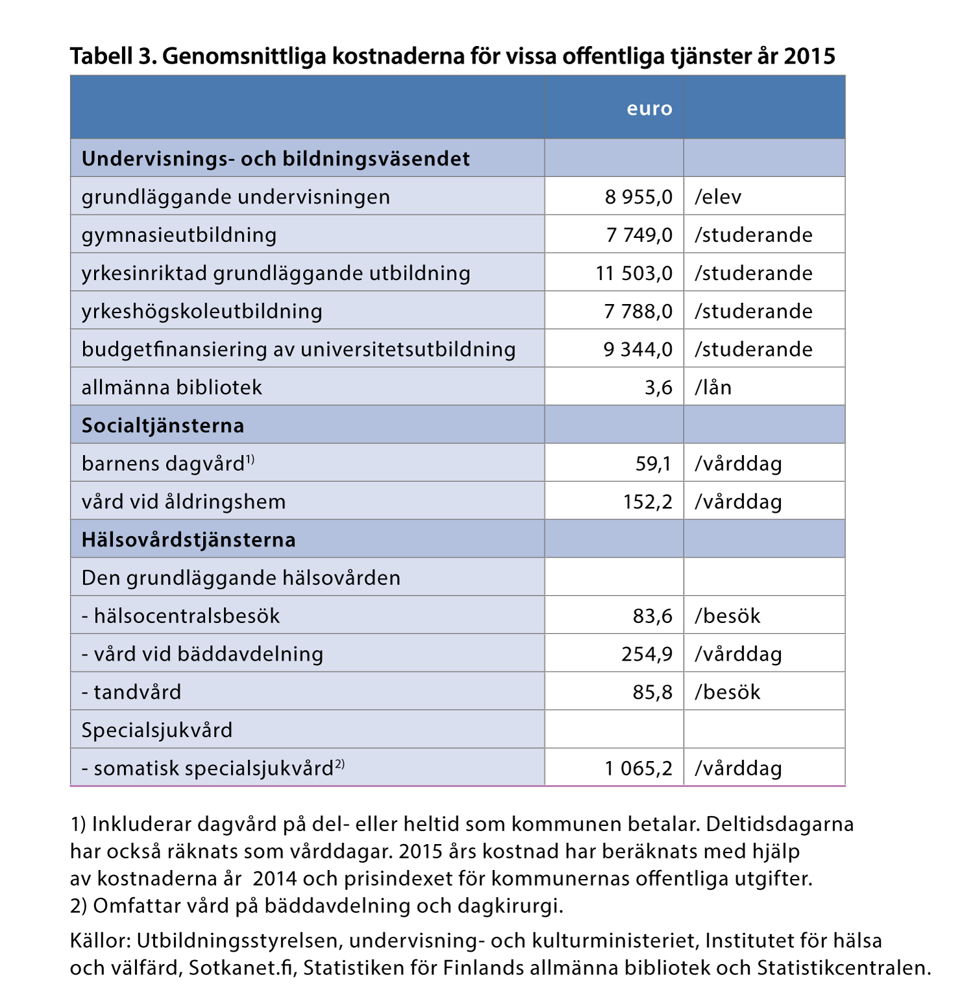 Tabell 3. Genomsnittliga kostnaderna för vissa offentliga tjänster år 2015
euro
Undervisnings- och bildningsväsendet
grundläggande undervisningen 8 955,0 /elev
gymnasieutbildning 7 749,0 /studerande
yrkesinriktad grundläggande utbildning 11 503,0 /studerande
yrkeshögskoleutbildning 7 788,0 /studerande
budgetfinansiering av universitetsutbildning 9 344,0 /studerande
allmänna bibliotek 3,6 /lån
Socialtjänsterna
barnens dagvård1) 59,1 /vårddag
vård vid åldringshem 152,2 /vårddag
Hälsovårdstjänsterna
Den grundläggande hälsovården
- hälsocentralsbesök 83,6 /besök
- vård vid bäddavdelning 254,9 /vårddag
- tandvård 85,8 /besök
Specialsjukvård
- somatisk specialsjukvård2) 1 065,2 /vårddag
1) Inkluderar dagvård på del- eller heltid som kommunen betalar. Deltidsdagarna
har också räknats som vårddagar. 2015 års kostnad har beräknats med hjälp
av kostnaderna år 2014 och prisindexet för kommunernas offentliga utgifter.
2) Omfattar vård på bäddavdelning och dagkirurgi.
Källor: Utbildningsstyrelsen, undervisning- och kulturministeriet, Institutet för hälsa
och välfärd, Sotkanet.fi, Statistiken för Finlands allmänna bibliotek och Statistikcentralen.